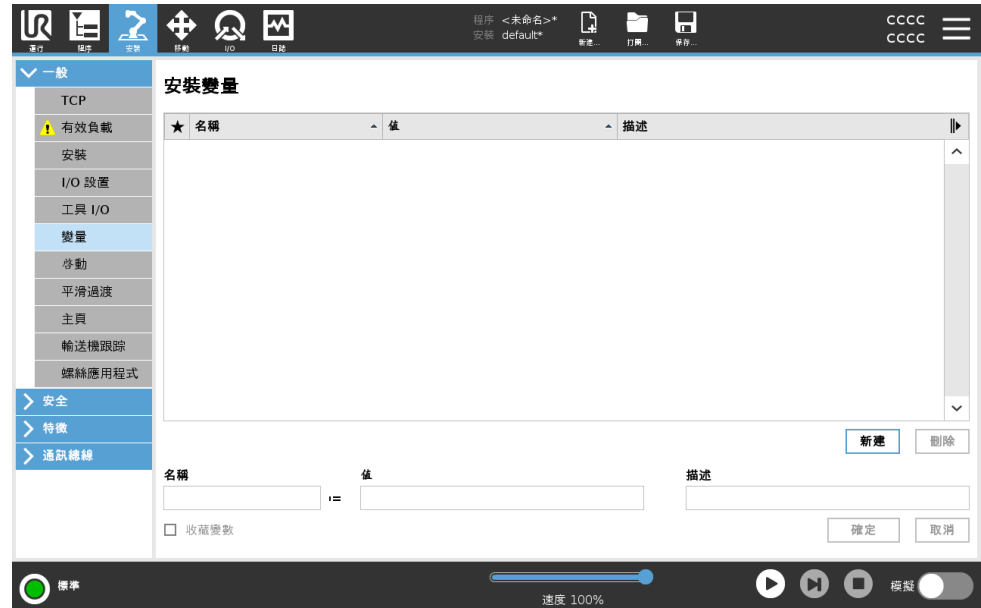 UR
程序 <未命名>*
安裝 default*
運行 程序 安裝 移動 I/O 日誌
新建... 打開... 保存...
CCCC
CCCC
一般
TCP
有效負載
安裝
I/O 設置
工具 I/O
變量
啓動
平滑過渡
主頁
輸送機跟踪
螺絲應用程式
安全
特徵
通訊總線
安裝變量
★ 名稱 值 描述
新建 刪除
名稱 值 描述
:=
收藏變數
確定 取消
標準
速度 100%
模擬